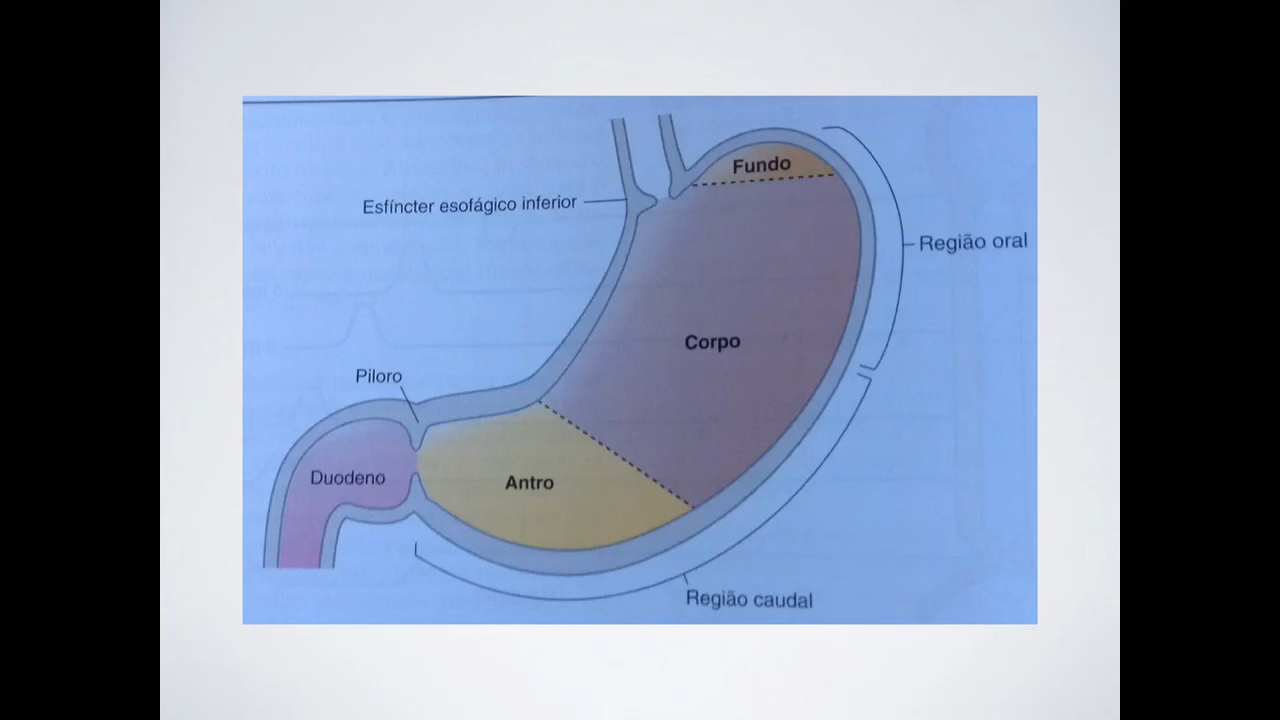 Fundo
Esfíncter esofágico inferior
Região oral
Corpo
Piloro
Duodeno
Antro
Região caudal